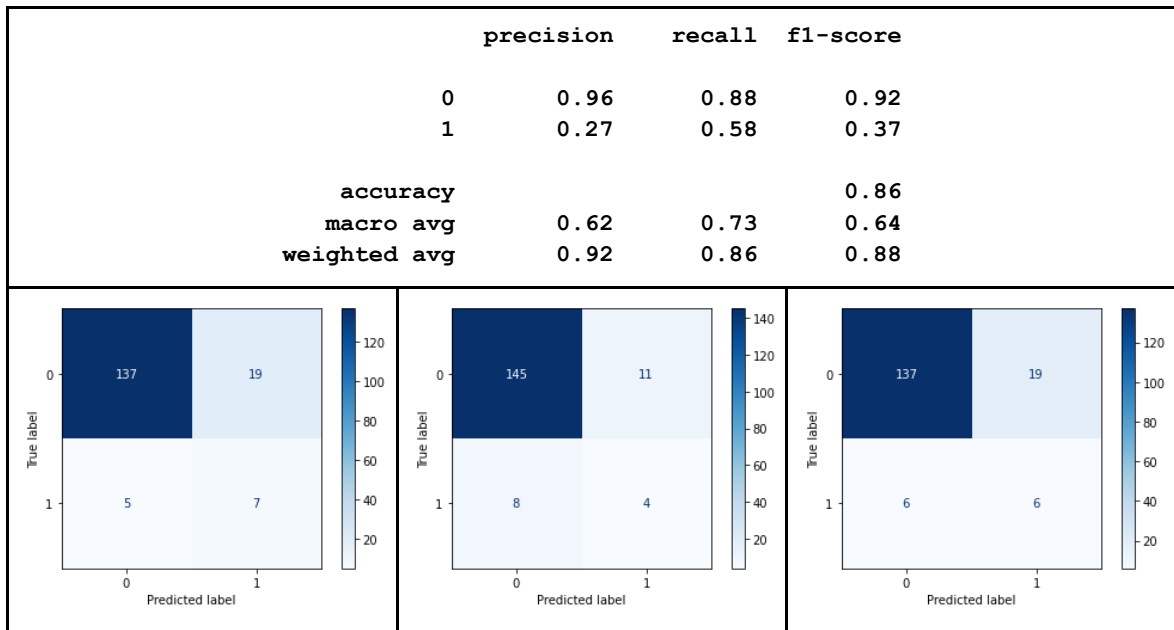 precision recall f1-score
0 0.96 0.88 0.92
1 0.27 0.58 0.37
accuracy 0.86
macro avg 0.62 0.73 0.64
weighted avg 0.92 0.86 0.88
True label
0
1
137 19
5 7
0 1
Predicted label
120
100
80
60
40
20
True label
0
1
145 11
8 4
0 1
Predicted label
140
120
100
80
60
40
20
True label
0
1
137 19
6 6
0 1
Predicted label
120
100
80
60
40
20